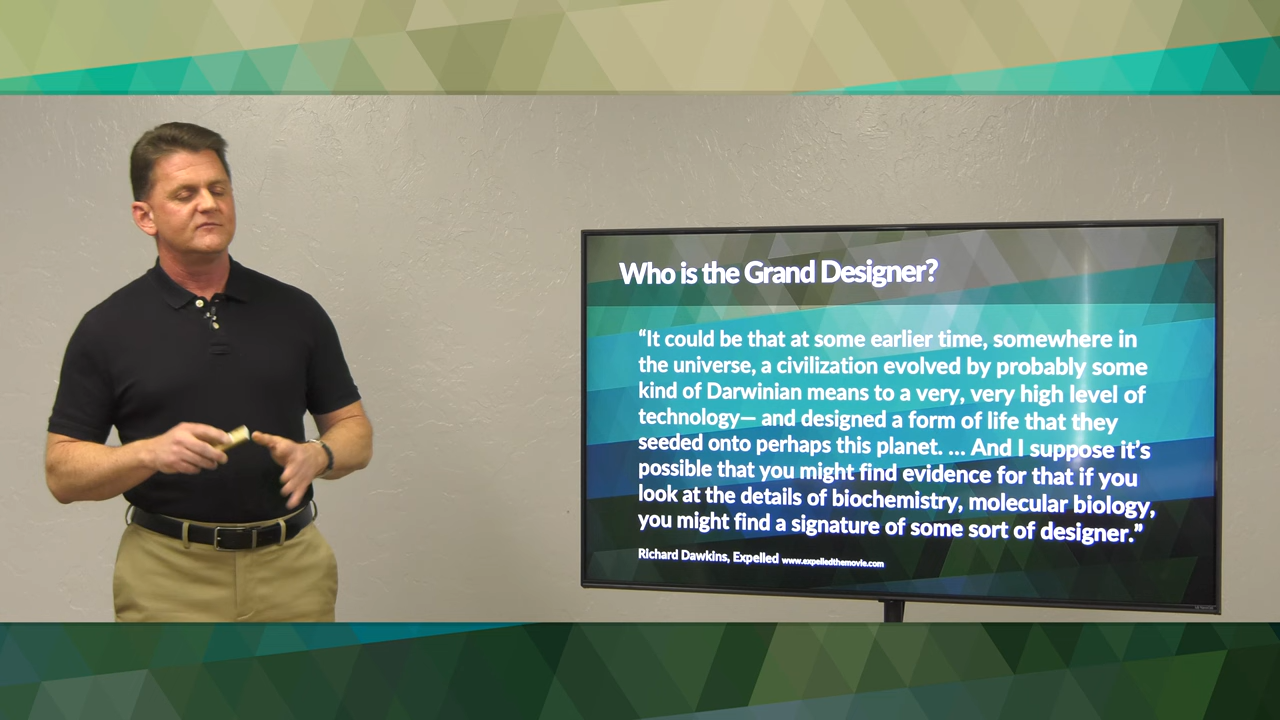 Who is the Grand Designer?
“It could be that at some earlier time, somewhere in
the universe, a civilization evolved by probably some
kind of Darwinian means to a very, very high level of
technology— and designed a form of life that they
seeded onto perhaps this planet. ... And I suppose it’s
possible that you might find evidence for that if you
look at the details of biochemistry, molecular biology,
you might find a signature of some sort of designer.”
Richard Dawkins, Expelled www.expelledthemovie.com